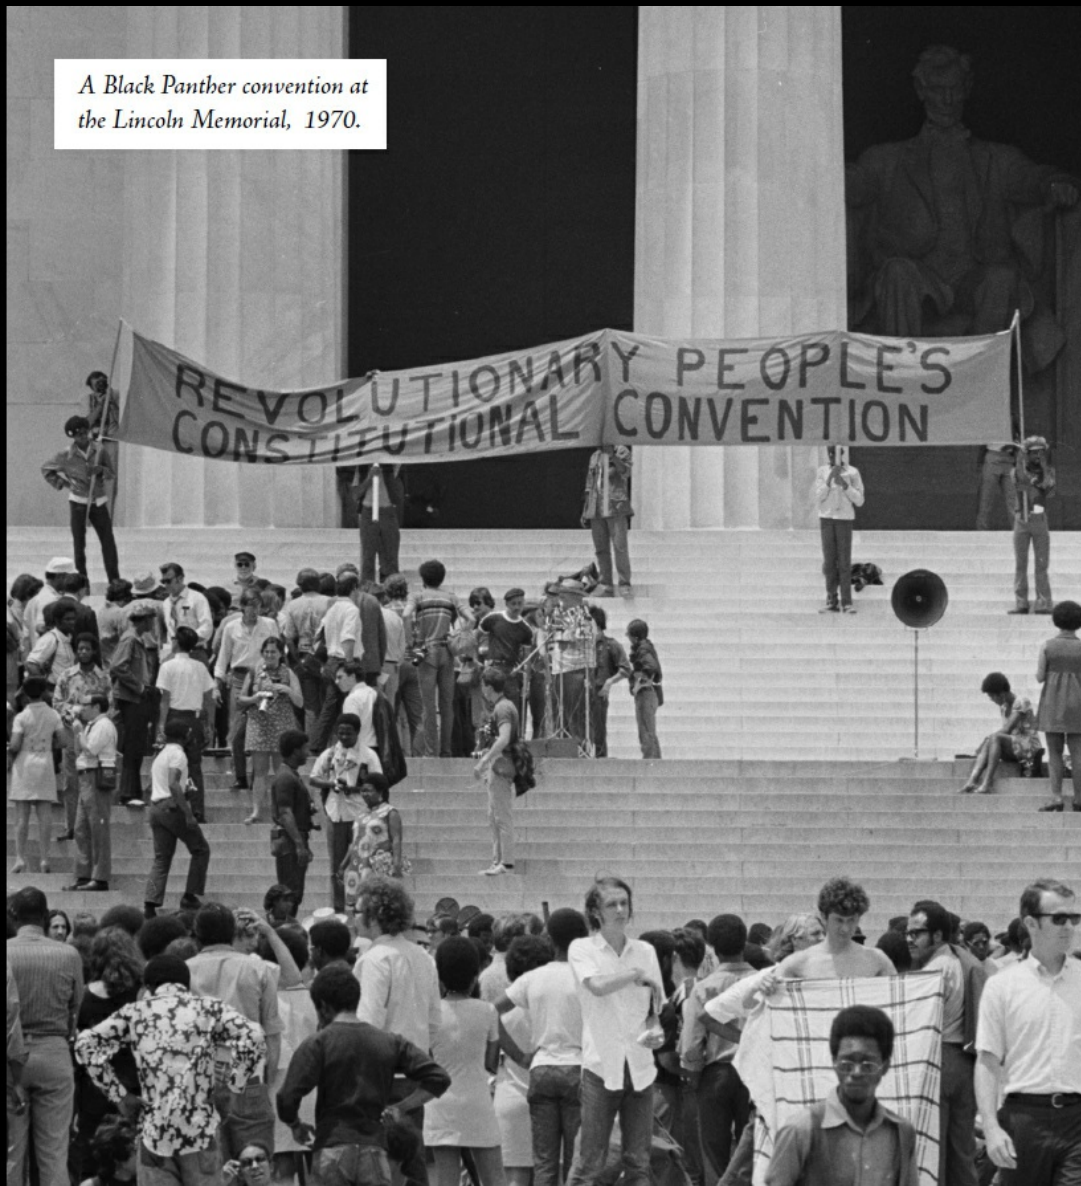 A Black Panther convention at
the Lincoln Memorial, 1970.
REVOLUTIONARY PEOPLE'S
CONSTITUTIONAL CONVENTION